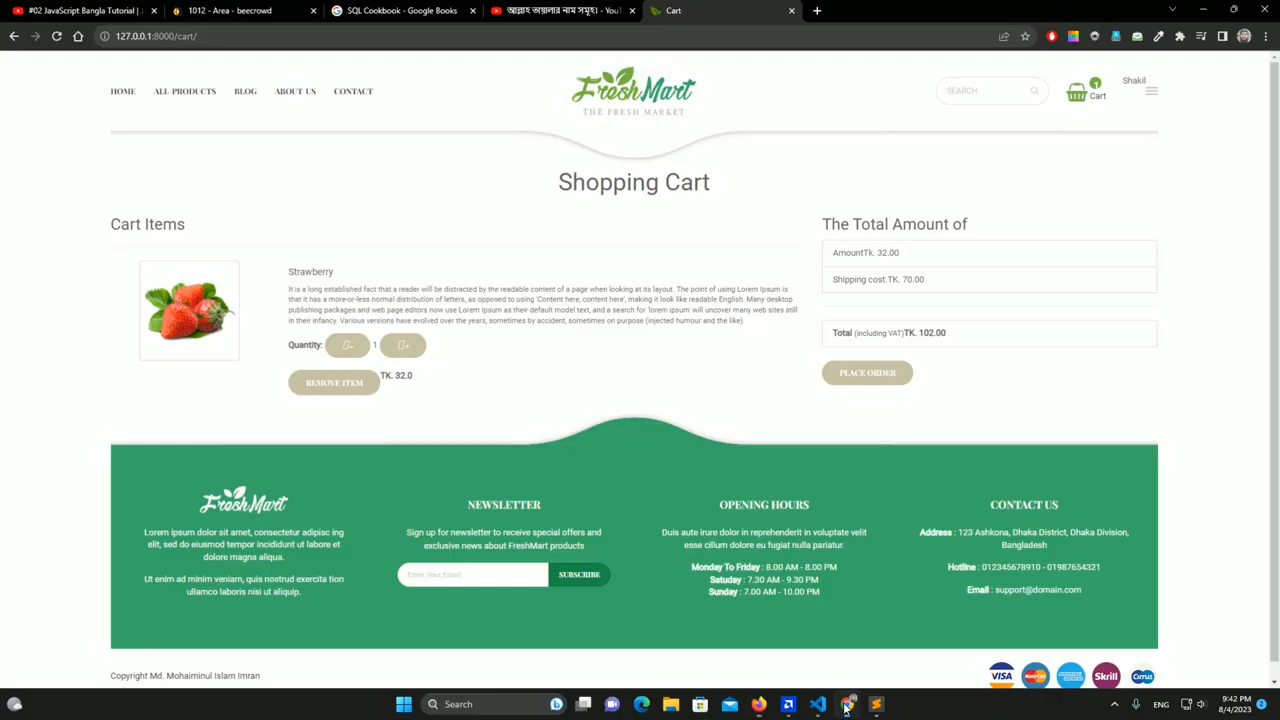 #02 JavaScript Bangla Tutorial |
1012 - Area - beecrowd
SQL Cookbook - Google Books
আল্লাহ তায়ালার নাম সমূহ। - YouT
Cart
127.0.0.1:8000/cart/
HOME
ALL PRODUCTS
BLOG
ABOUT US
CONTACT
FreshMart
THE FRESH MARKET
SEARCH
1
Cart
Shakil
Shopping Cart
Cart Items
Strawberry
It is a long established fact that a reader will be distracted by the readable content of a page when looking at its layout. The point of using Lorem Ipsum is
that it has a more-or-less normal distribution of letters, as opposed to using 'Content here, content here', making it look like readable English. Many desktop
publishing packages and web page editors now use Lorem Ipsum as their default model text, and a search for 'lorem ipsum' will uncover many web sites still
in their infancy. Various versions have evolved over the years, sometimes by accident, sometimes on purpose (injected humour and the like).
Quantity: - 1 +
REMOVE ITEM TK. 32.0
The Total Amount of
AmountTk. 32.00
Shipping cost.TK. 70.00
Total (including VAT)TK. 102.00
PLACE ORDER
FreshMart
Lorem ipsum dolor sit amet, consectetur adipisc ing
elit, sed do eiusmod tempor incididunt ut labore et
dolore magna aliqua.
Ut enim ad minim veniam, quis nostrud exercita tion
ullamco laboris nisi ut aliquip.
NEWSLETTER
Sign up for newsletter to receive special offers and
exclusive news about FreshMart products
Enter Your Email
SUBSCRIBE
OPENING HOURS
Duis aute irure dolor in reprehenderit in voluptate velit
esse cillum dolore eu fugiat nulla pariatur.
Monday To Friday : 8.00 AM - 8.00 PM
Satuday : 7.30 AM - 9.30 PM
Sunday : 7.00 AM - 10.00 PM
CONTACT US
Address : 123 Ashkona, Dhaka District, Dhaka Division,
Bangladesh
Hotline : 012345678910 - 01987654321
Email : support@domain.com
Copyright Md. Mohaiminul Islam Imran
VISA
MasterCard
Skrill
Cirrus
Search
ENG
9:42 PM
8/4/2023
2